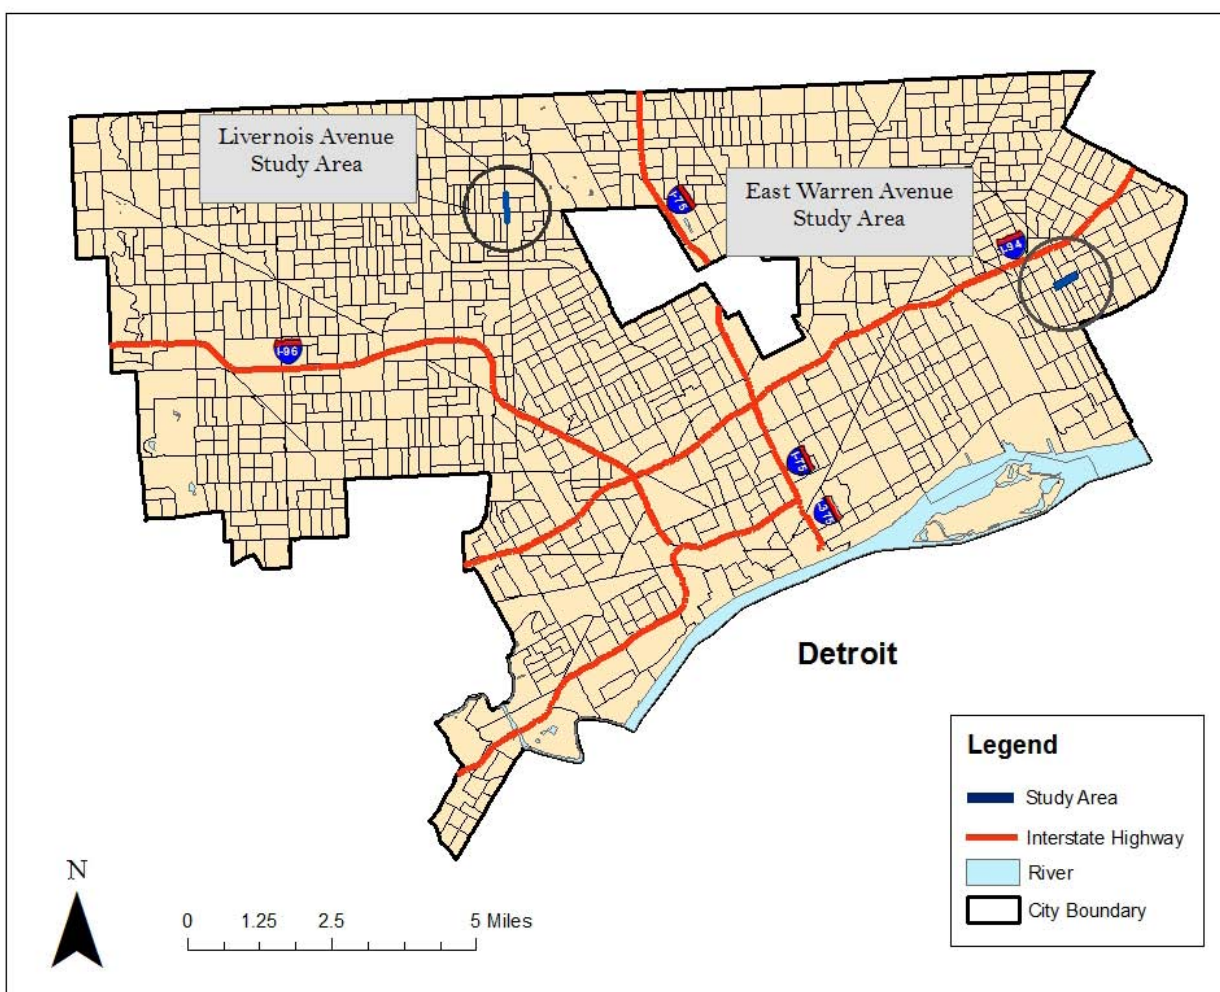 Livernois Avenue
Study Area
East Warren Avenue
Study Area
I-75
I-94
I-96
I-75
I-375
Detroit
Legend
Study Area
Interstate Highway
River
City Boundary
N
0 1.25 2.5 5 Miles